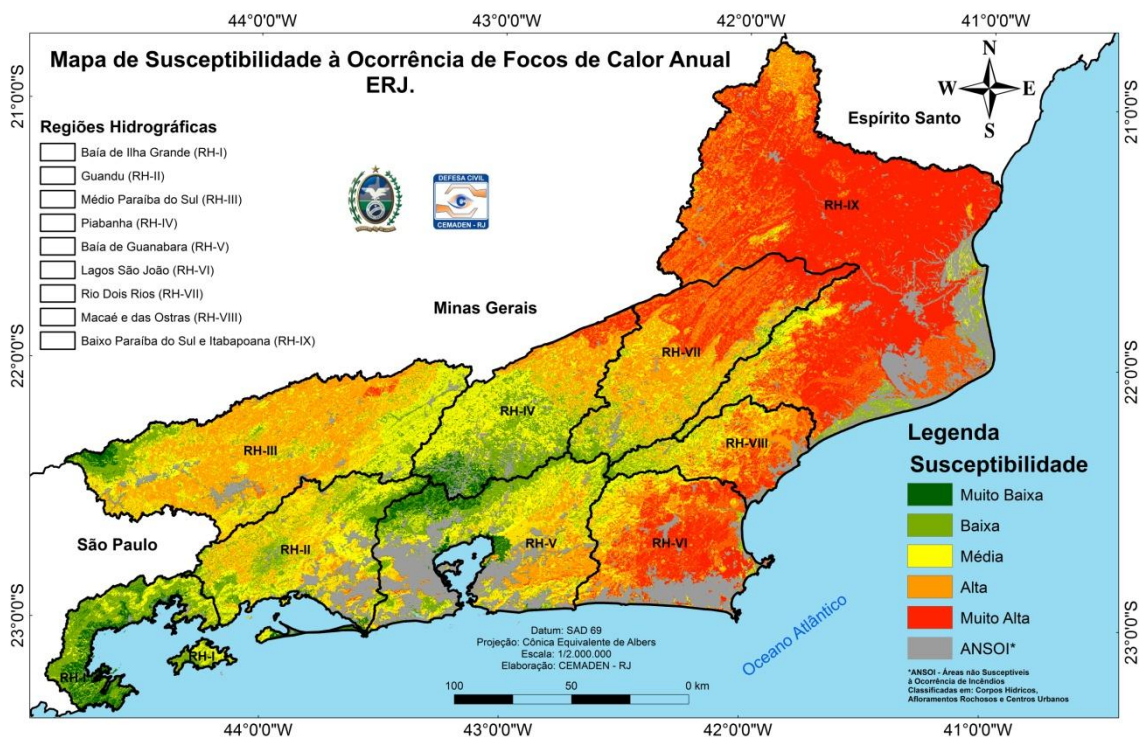 44°0'0"W 43°0'0"W 42°0'0"W 41°0'0"W
Mapa de Susceptibilidade à Ocorrência de Focos de Calor Anual
ERJ.
N
W E
S
21°0'0"S
21°0'0"S
Espírito Santo
Regiões Hidrográficas
Baía de Ilha Grande (RH-I)
Guandu (RH-II)
Médio Paraíba do Sul (RH-III)
Piabanha (RH-IV)
Baía de Guanabara (RH-V)
Lagos São João (RH-VI)
Rio Dois Rios (RH-VII)
Macaé e das Ostras (RH-VIII)
Baixo Paraíba do Sul e Itabapoana (RH-IX)
DEFESA CIVIL
CEMADEN - RJ
RH-IX
Minas Gerais
RH-VII
22°0'0"S
22°0'0"S
RH-IV
RH-III
RH-VIII
Legenda
Susceptibilidade
Muito Baixa
Baixa
Média
Alta
Muito Alta
ANSOI*
*ANSOI - Áreas não Susceptíveis
à Ocorrência de Incêndios
Classificadas em: Corpos Hídricos,
Afloramentos Rochosos e Centros Urbanos
São Paulo
RH-II
RH-V
RH-VI
23°0'0"S
23°0'0"S
RH-I
RH-I
Oceano Atlântico
Datum: SAD 69
Projeção: Cônica Equivalente de Albers
Escala: 1/2.000.000
Elaboração: CEMADEN - RJ
100 50 0 km
44°0'0"W 43°0'0"W 42°0'0"W 41°0'0"W